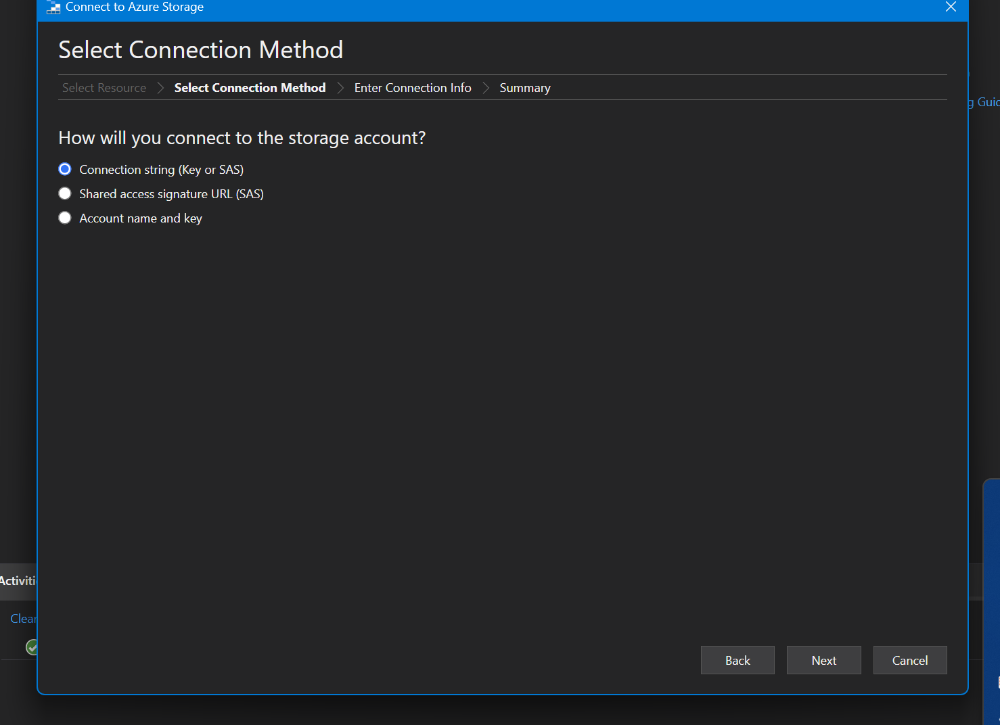 Connect to Azure Storage
Select Connection Method
Select Resource
Select Connection Method
Enter Connection Info
Summary
g Guid
How will you connect to the storage account?
Connection string (Key or SAS)
Shared access signature URL (SAS)
Account name and key
Activiti
Clear
Back
Next
Cancel